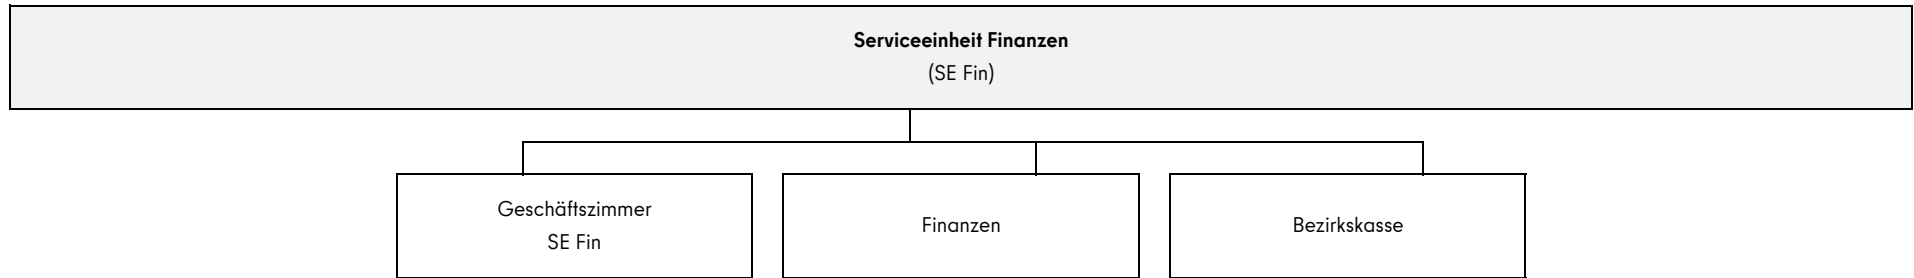 Serviceeinheit Finanzen
(SE Fin)
Geschäftszimmer
SE Fin
Finanzen
Bezirkskasse